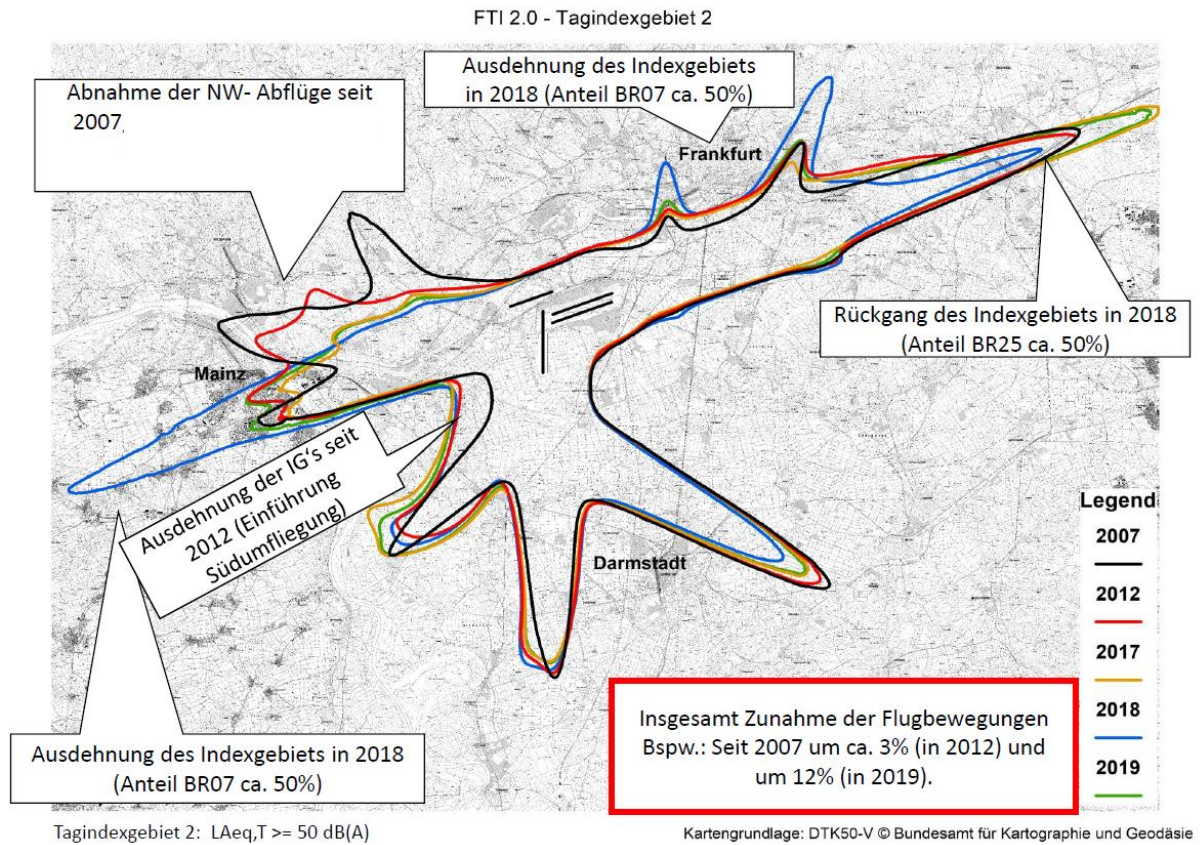 FTI 2.0 - Tagindexgebiet 2
Abnahme der NW- Abflüge seit
2007,
Ausdehnung des Indexgebiets
in 2018 (Anteil BR07 ca. 50%)
Frankfurt
Rückgang des Indexgebiets in 2018
(Anteil BR25 ca. 50%)
Mainz
Ausdehnung der IG's seit
2012 (Einführung
Südumfliegung)
Darmstadt
Legend
2007
2012
2017
2018
2019
Insgesamt Zunahme der Flugbewegungen
Bspw.: Seit 2007 um ca. 3% (in 2012) und
um 12% (in 2019).
Ausdehnung des Indexgebiets in 2018
(Anteil BR07 ca. 50%)
Tagindexgebiet 2: LAeq,T >= 50 dB(A)
Kartengrundlage: DTK50-V © Bundesamt für Kartographie und Geodäsie